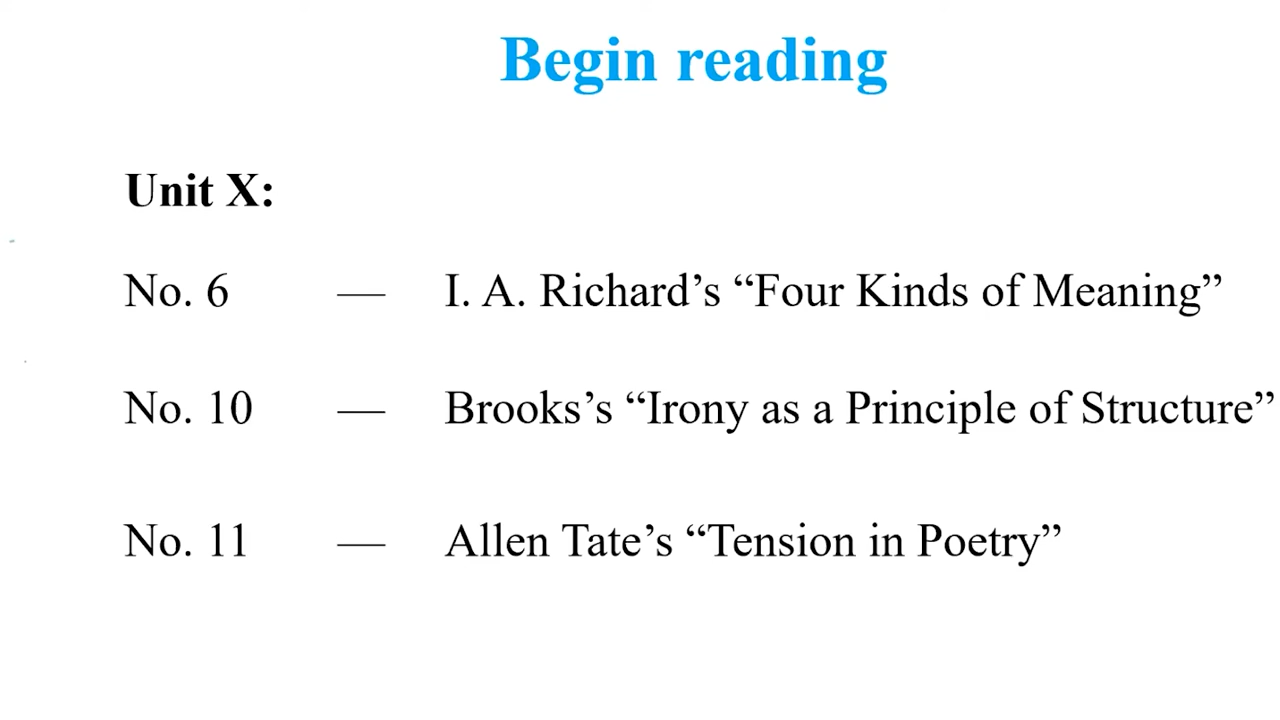 Begin reading
Unit X:
No. 6 — I. A. Richard’s “Four Kinds of Meaning”
No. 10 — Brooks’s “Irony as a Principle of Structure”
No. 11 — Allen Tate’s “Tension in Poetry”